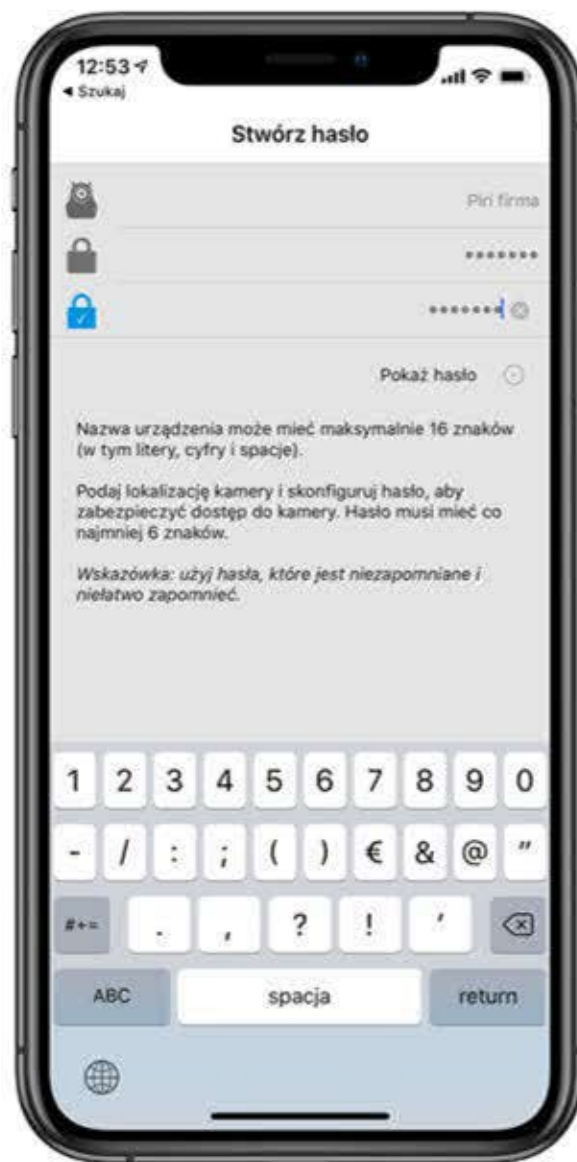 12:53
◀ Szukaj
Stwórz hasło
Piri firma
•••••••
•••••••
Pokaż hasło
Nazwa urządzenia może mieć maksymalnie 16 znaków
(w tym litery, cyfry i spacje).
Podaj lokalizację kamery i skonfiguruj hasło, aby
zabezpieczyć dostęp do kamery. Hasło musi mieć co
najmniej 6 znaków.
Wskazówka: użyj hasła, które jest niezapomniane i
niełatwo zapomnieć.
1 2 3 4 5 6 7 8 9 0
- / : ; ( ) € & @ "
#+= . , ? ! '
ABC spacja return